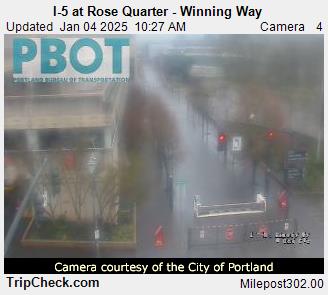 I-5 at Rose Quarter - Winning Way
Updated Jan 04 2025 10:27 AM Camera 4
PBOT
PORTLAND BUREAU OF TRANSPORTATION
Camera courtesy of the City of Portland
TripCheck.com Milepost302.00